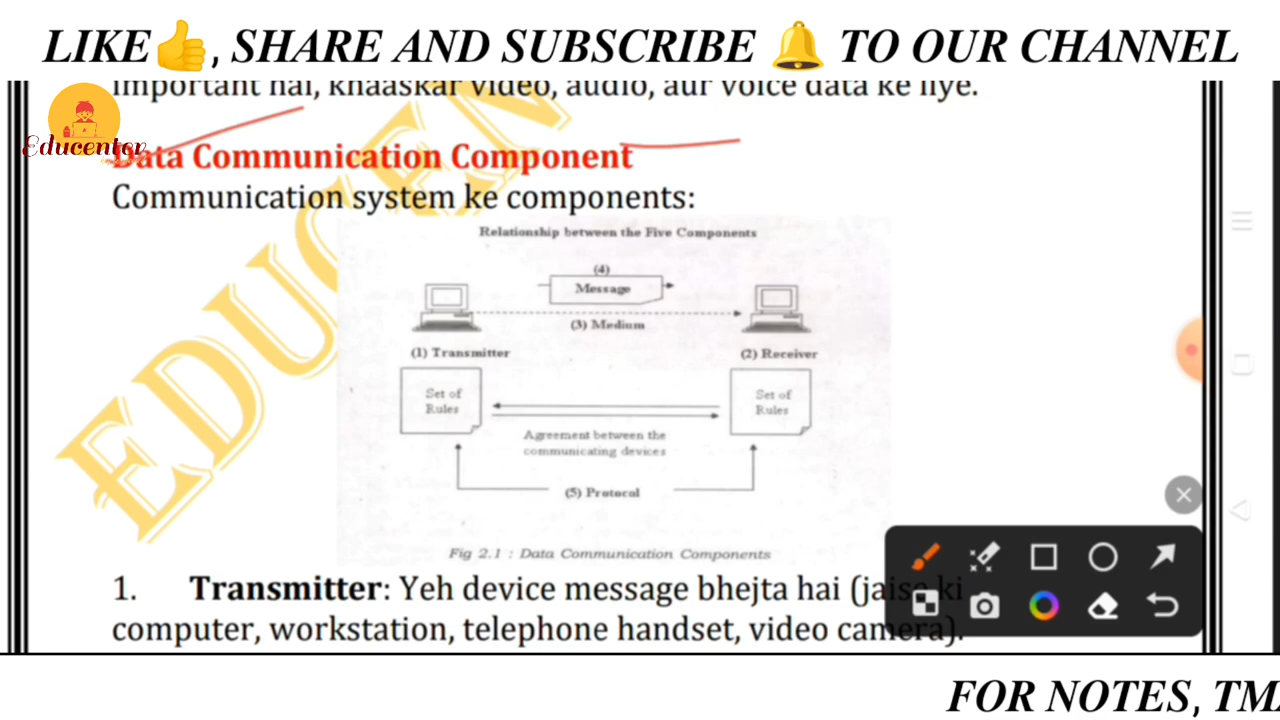 LIKE👍, SHARE AND SUBSCRIBE 🔔 TO OUR CHANNEL
important hai, khaaskar video, audio, aur voice data ke liye.
Educentor
Data Communication Component
Communication system ke components:
Relationship between the Five Components
(4)
Message
(3) Medium
(1) Transmitter
(2) Receiver
Set of
Rules
Set of
Rules
Agreement between the
communicating devices
(5) Protocol
Fig 2.1 : Data Communication Components
1. Transmitter: Yeh device message bhejta hai (jaise ki
computer, workstation, telephone handset, video camera).
EDUCEN
FOR NOTES, TMA